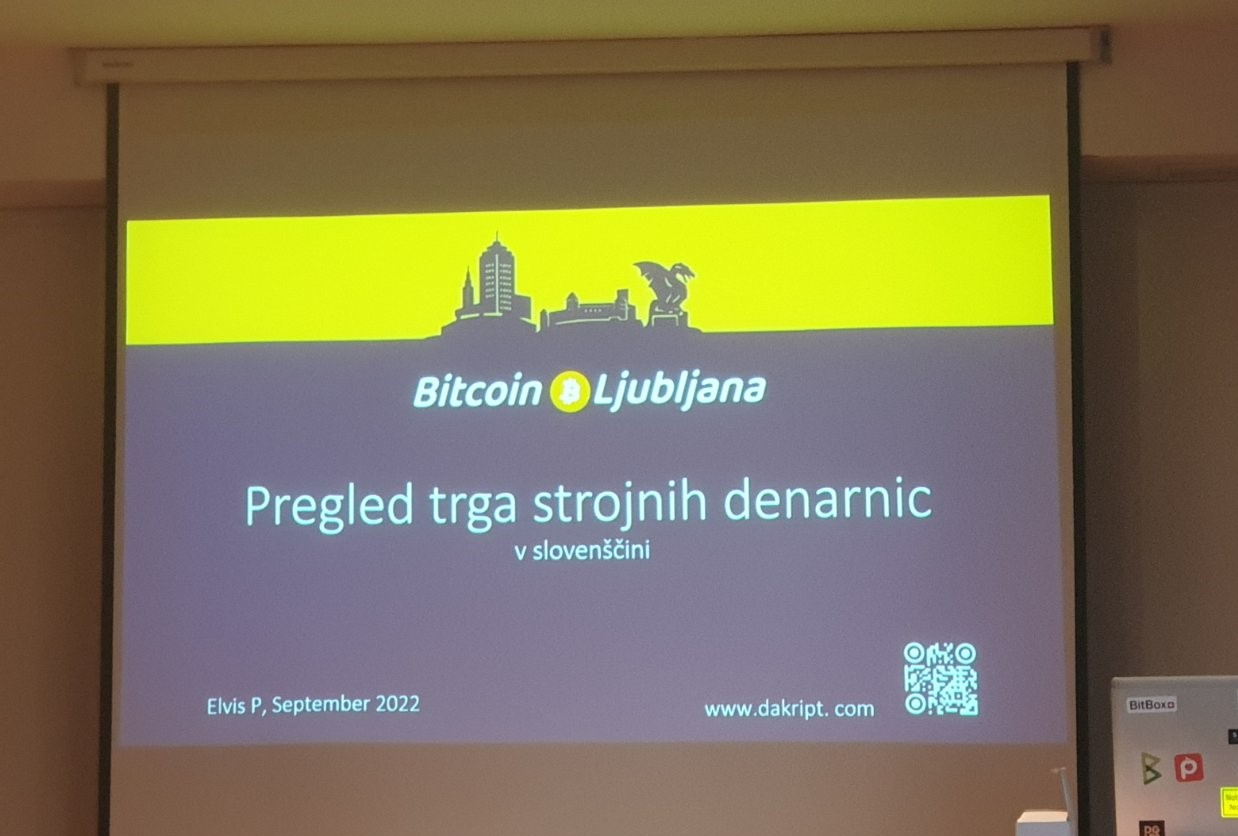 Bitcoin Ljubljana
Pregled trga strojnih denarnic
v slovenščini
Elvis P, September 2022
www.dakript. com
BitBox